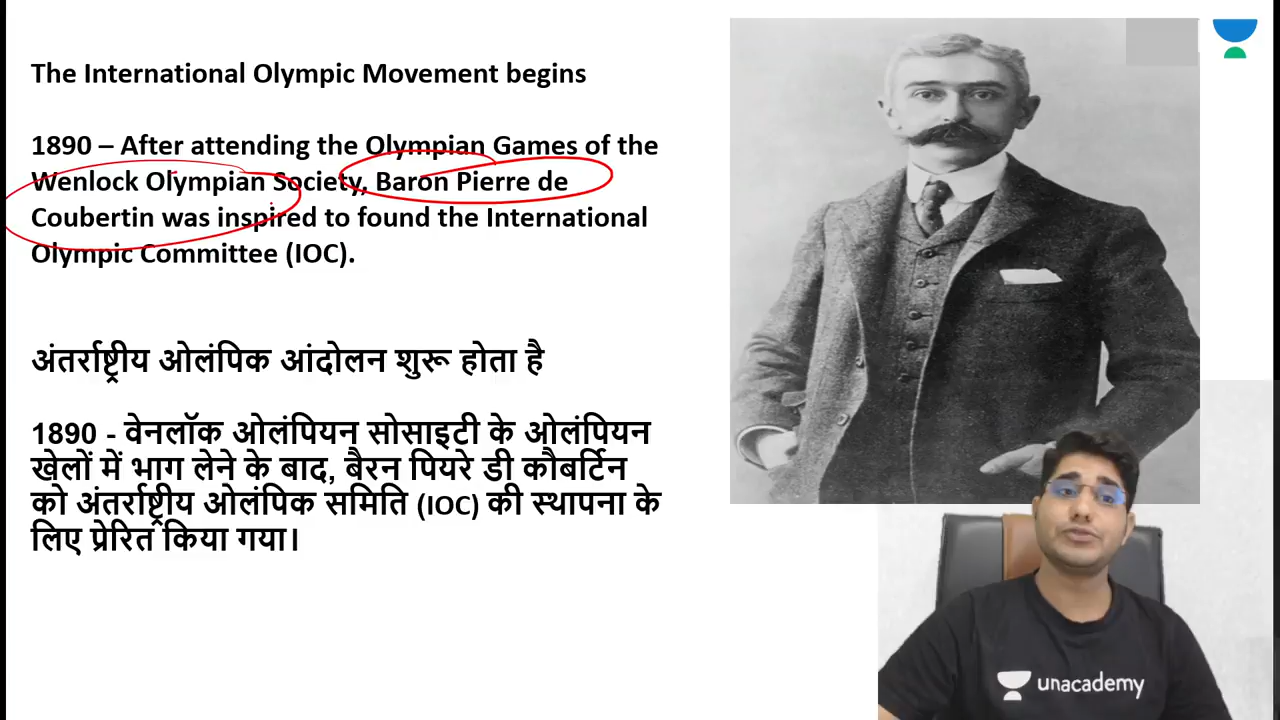 The International Olympic Movement begins
1890 – After attending the Olympian Games of the
Wenlock Olympian Society, Baron Pierre de
Coubertin was inspired to found the International
Olympic Committee (IOC).
अंतर्राष्ट्रीय ओलंपिक आंदोलन शुरू होता है
1890 - वेनलॉक ओलंपियन सोसाइटी के ओलंपियन
खेलों में भाग लेने के बाद, बैरन पियरे डी कौबर्टिन
को अंतर्राष्ट्रीय ओलंपिक समिति (IOC) की स्थापना के
लिए प्रेरित किया गया।
unacademy